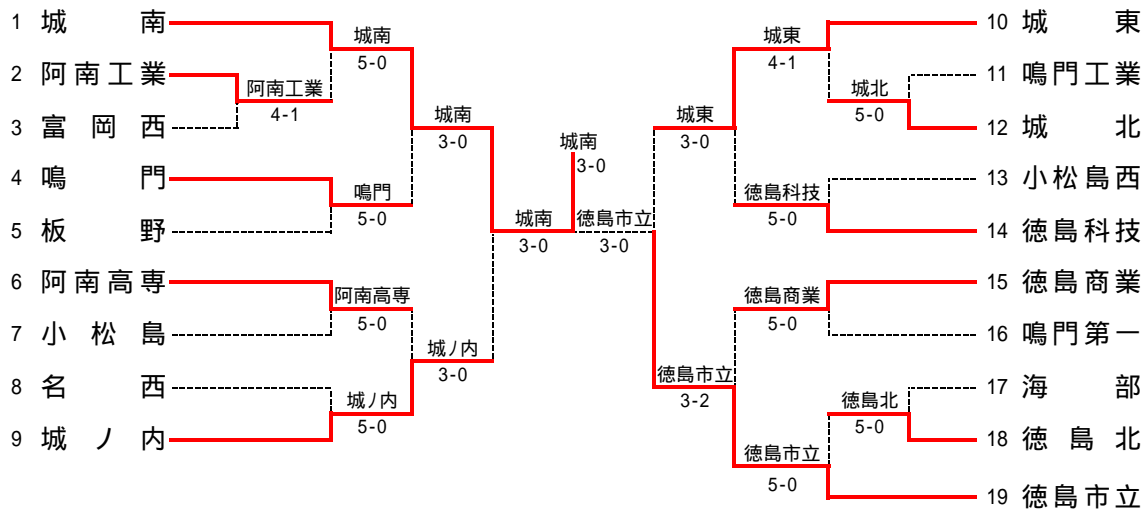 1 城南
2 阿南工業
3 富岡西
4 鳴門
5 板野
6 阿南高専
7 小松島
8 名西
9 城ノ内
城南
5-0
阿南工業
4-1
鳴門
5-0
阿南高専
5-0
城ノ内
5-0
城南
3-0
城ノ内
3-0
城南
3-0
城南
3-0
徳島市立
3-0
城東
3-0
徳島市立
3-2
城東
4-1
城北
5-0
徳島科技
5-0
徳島商業
5-0
徳島北
5-0
徳島市立
5-0
10 城東
11 鳴門工業
12 城北
13 小松島西
14 徳島科技
15 徳島商業
16 鳴門第一
17 海部
18 徳島北
19 徳島市立